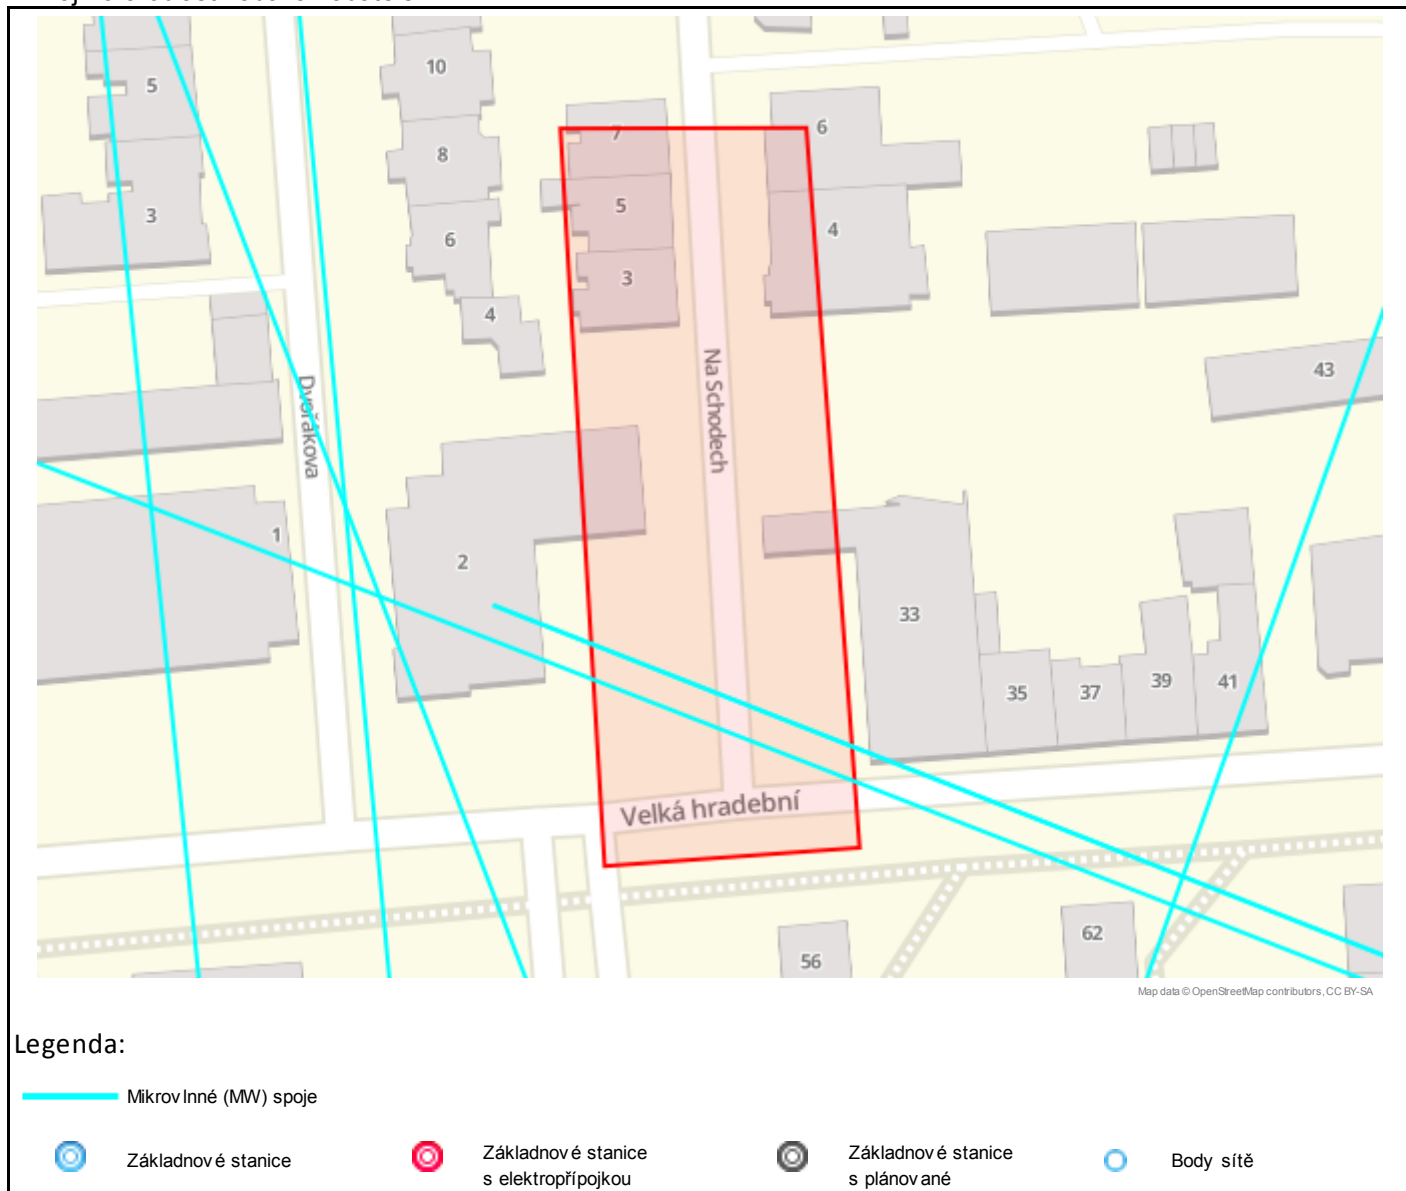 5
10
7
6
8
3
5
6
4
3
4
Na Schodech
43
Dvořákova
1
2
33
35
37
39
41
Velká hradební
56
62
Map data © OpenStreetMap contributors, CC BY-SA
Legenda:
Mikrovlnné (MW) spoje
Základnové stanice
Základnové stanice
s elektropřípojkou
Základnové stanice
s plánované
Body sítě